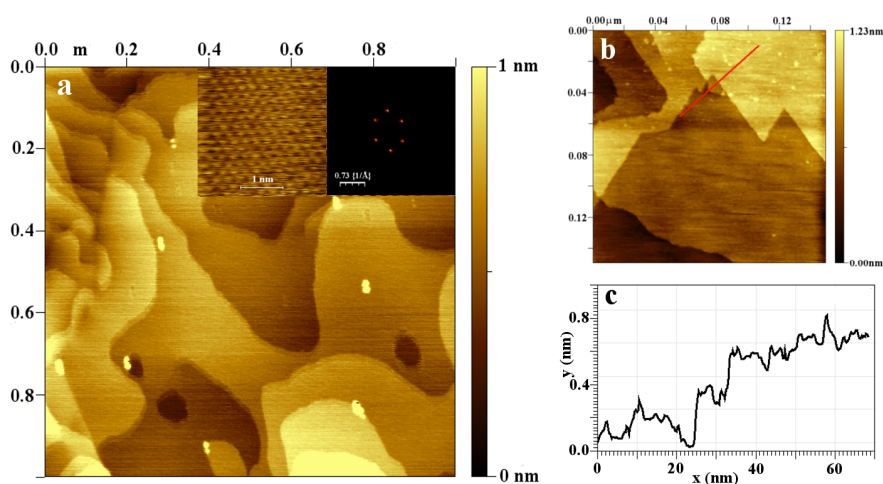 0.0 m 0.2 0.4 0.6 0.8
0.0
0.2
0.4
0.6
0.8
a
1 nm
0.73 [1/Å]
1 nm
0 nm
0.00μm 0.04 0.08 0.12
0.00
0.04
0.08
0.12
b
1.23nm
0.00nm
c
y (nm)
0.8
0.4
0.0
0 20 40 60
x (nm)